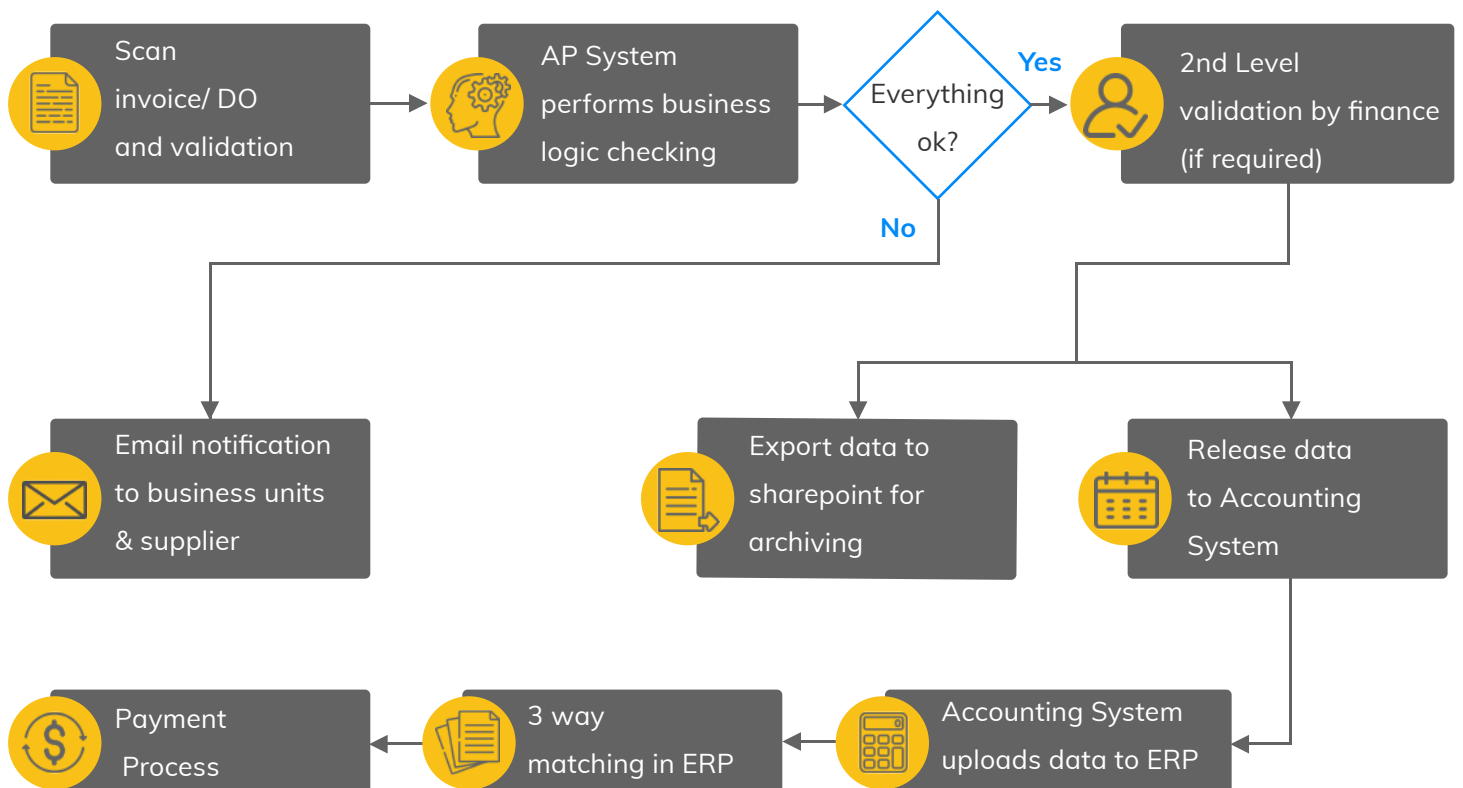 Scan
invoice/ DO
and validation
AP System
performs business
logic checking
Everything
ok?
Yes
No
2nd Level
validation by finance
(if required)
Email notification
to business units
& supplier
Export data to
sharepoint for
archiving
Release data
to Accounting
System
Payment
Process
3 way
matching in ERP
Accounting System
uploads data to ERP